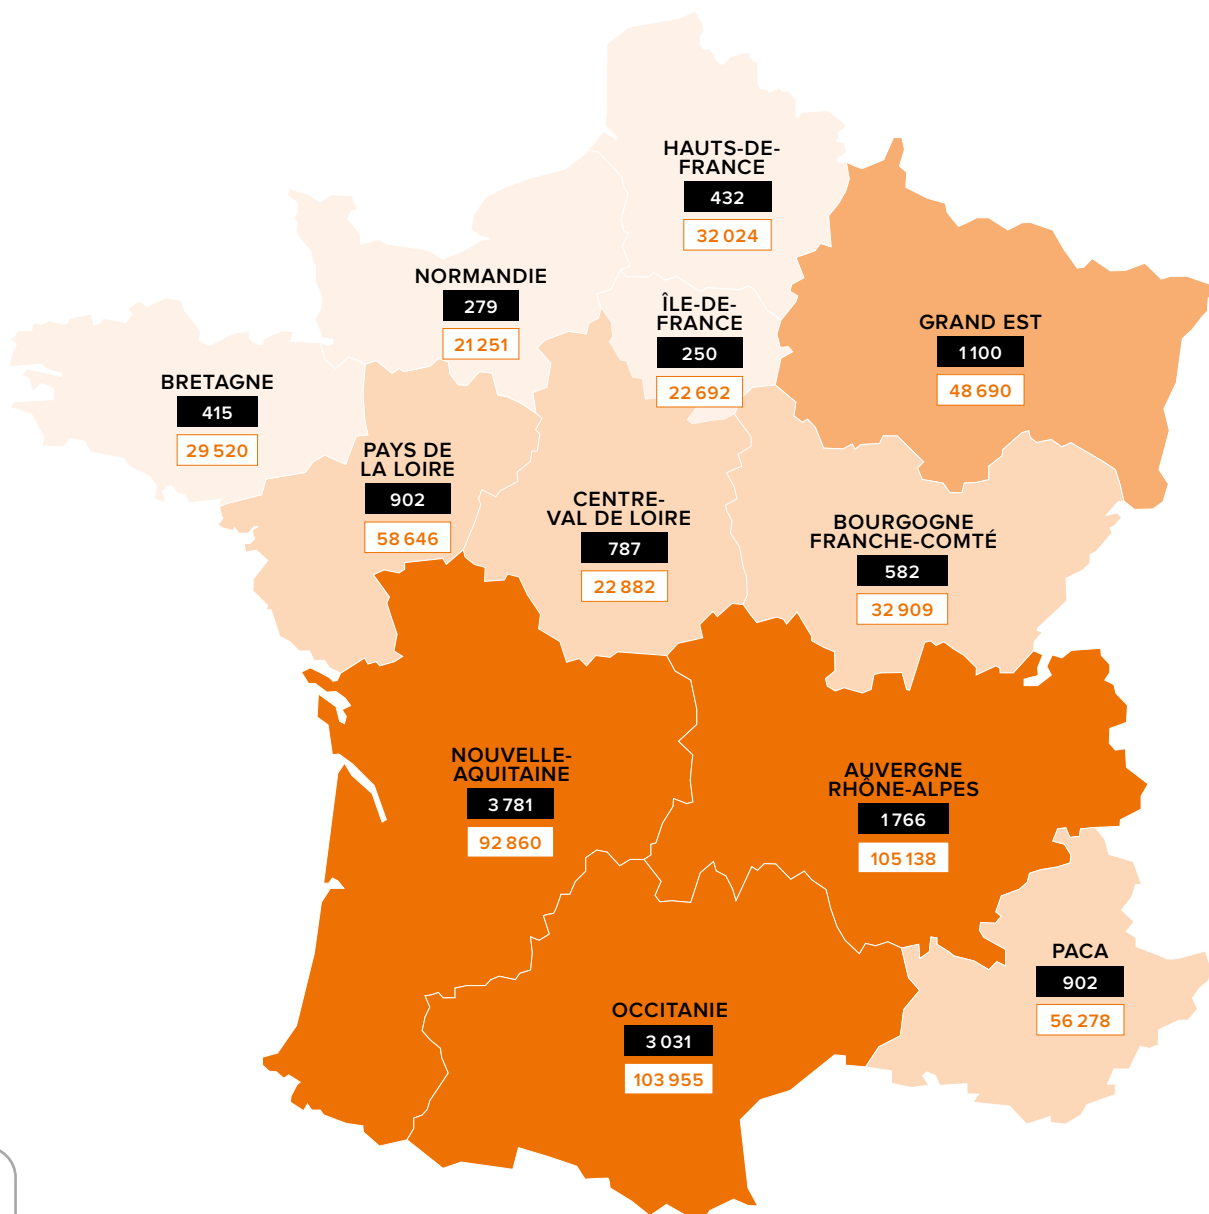 HAUTS-DE-
FRANCE
432
32 024
NORMANDIE
279
21 251
ÎLE-DE-
FRANCE
250
22 692
GRAND EST
1 100
48 690
BRETAGNE
415
29 520
PAYS DE
LA LOIRE
902
58 646
CENTRE-
VAL DE LOIRE
787
22 882
BOURGOGNE
FRANCHE-COMTÉ
582
32 909
NOUVELLE-
AQUITAINE
3 781
92 860
AUVERGNE
RHÔNE-ALPES
1 766
105 138
PACA
902
56 278
OCCITANIE
3 031
103 955